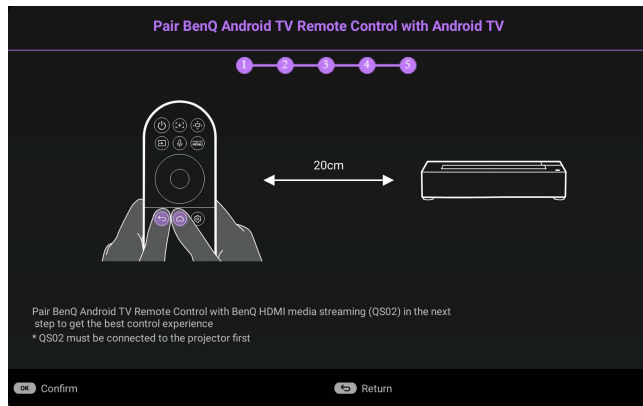 Pair BenQ Android TV Remote Control with Android TV
1 2 3 4 5
20cm
Pair BenQ Android TV Remote Control with BenQ HDMI media streaming (QS02) in the next
step to get the best control experience
* QS02 must be connected to the projector first
OK Confirm
Return